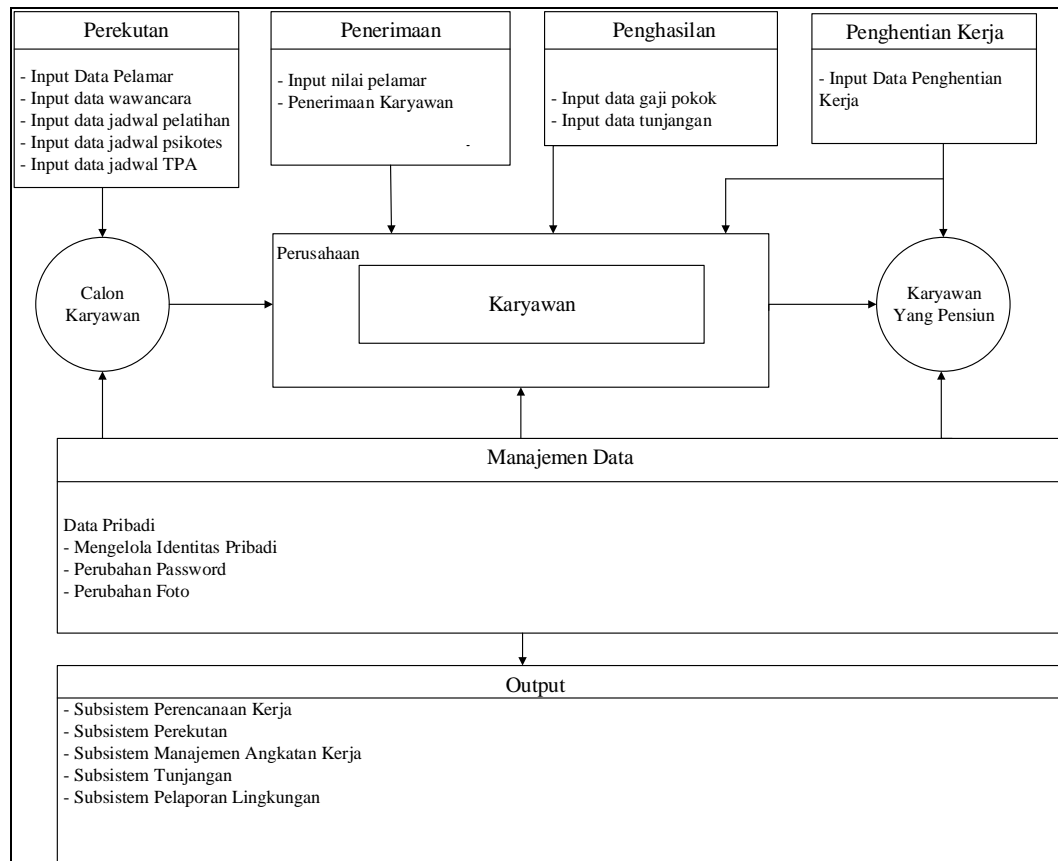 Perekutan
- Input Data Pelamar
- Input data wawancara
- Input data jadwal pelatihan
- Input data jadwal psikotes
- Input data jadwal TPA
Penerimaan
- Input nilai pelamar
- Penerimaan Karyawan
-
Penghasilan
- Input data gaji pokok
- Input data tunjangan
Penghentian Kerja
- Input Data Penghentian
Kerja
Calon
Karyawan
Perusahaan
Karyawan
Karyawan
Yang Pensiun
Manajemen Data
Data Pribadi
- Mengelola Identitas Pribadi
- Perubahan Password
- Perubahan Foto
Output
- Subsistem Perencanaan Kerja
- Subsistem Perekutan
- Subsistem Manajemen Angkatan Kerja
- Subsistem Tunjangan
- Subsistem Pelaporan Lingkungan